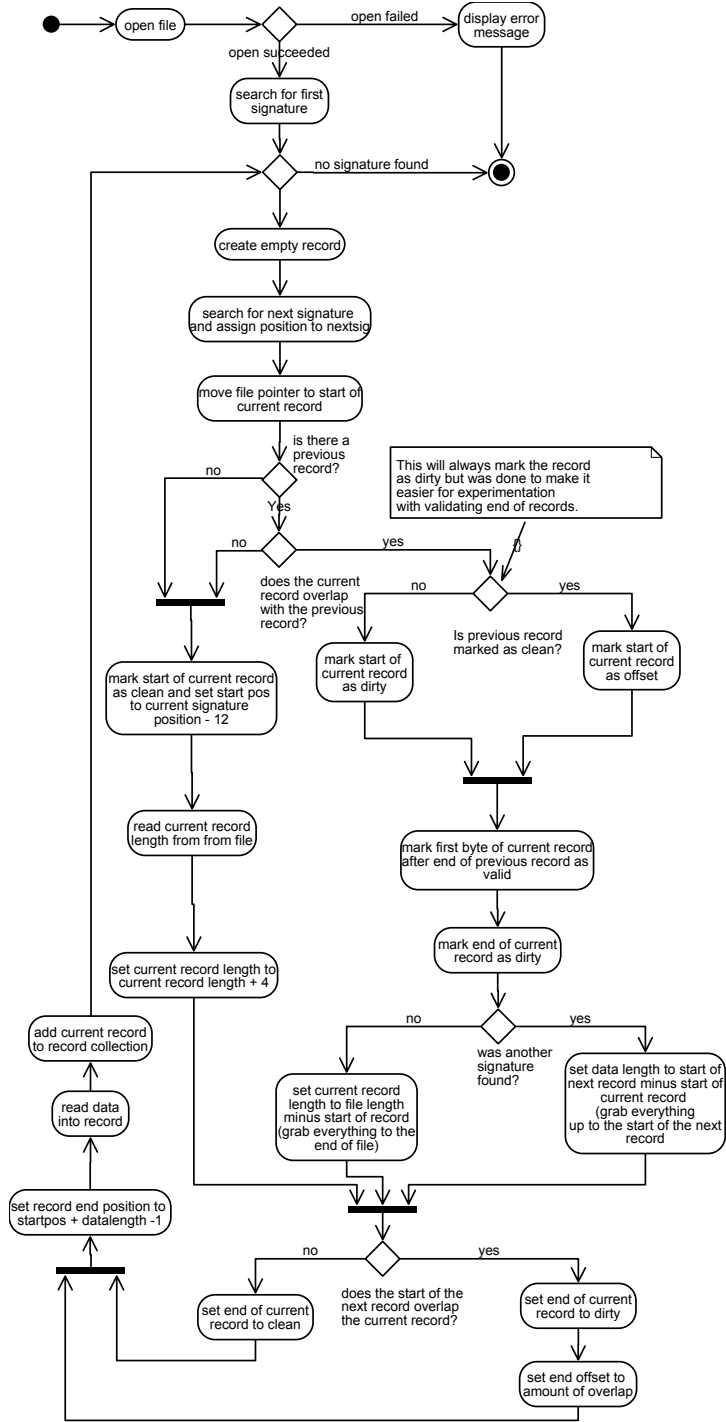 open file
open failed
display error
message
open succeeded
search for first
signature
no signature found
create empty record
search for next signature
and assign position to nextsig
move file pointer to start of
current record
is there a
previous
record?
no
Yes
This will always mark the record
as dirty but was done to make it
easier for experimentation
with validating end of records.
{}
no
yes
does the current
record overlap
with the previous
record?
no
yes
Is previous record
marked as clean?
mark start of
current record
as dirty
mark start of
current record
as offset
mark start of current record
as clean and set start pos
to current signature
position - 12
read current record
length from from file
mark first byte of current record
after end of previous record as
valid
mark end of current
record as dirty
set current record length to
current record length + 4
no
yes
was another
signature
found?
add current record
to record collection
set current record
length to file length
minus start of record
(grab everything to the
end of file)
set data length to start of
next record minus start of
current record
(grab everything
up to the start of the next
record
read data
into record
set record end position to
startpos + datalength -1
no
yes
does the start of the
next record overlap
the current record?
set end of current
record to clean
set end of current
record to dirty
set end offset to
amount of overlap